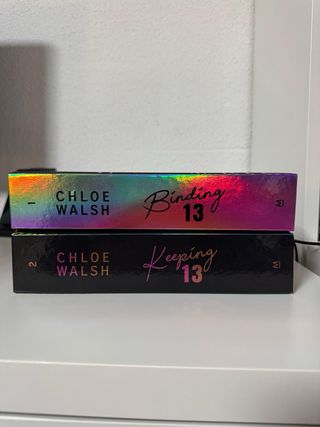 1
CHLOE
WALSH
Binding
13
2
CHLOE
WALSH
Keeping
13